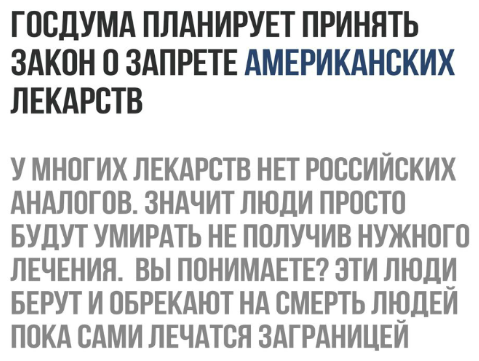 ГОСДУМА ПЛАНИРУЕТ ПРИНЯТЬ
ЗАКОН О ЗАПРЕТЕ АМЕРИКАНСКИХ
ЛЕКАРСТВ
У МНОГИХ ЛЕКАРСТВ НЕТ РОССИЙСКИХ
АНАЛОГОВ. ЗНАЧИТ ЛЮДИ ПРОСТО
БУДУТ УМИРАТЬ НЕ ПОЛУЧИВ НУЖНОГО
ЛЕЧЕНИЯ. ВЫ ПОНИМАЕТЕ? ЭТИ ЛЮДИ
БЕРУТ И ОБРЕКАЮТ НА СМЕРТЬ ЛЮДЕЙ
ПОКА САМИ ЛЕЧАТСЯ ЗАГРАНИЦЕЙ